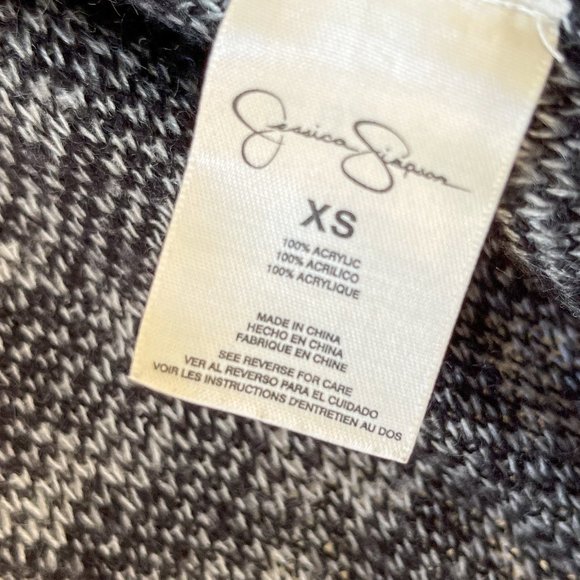 Jessica Simpson
XS
100% ACRYLIC
100% ACRILICO
100% ACRYLIQUE
MADE IN CHINA
HECHO EN CHINA
FABRIQUE EN CHINE
SEE REVERSE FOR CARE
VER AL REVERSO PARA EL CUIDADO
VOIR LES INSTRUCTIONS D'ENTRETIEN AU DOS